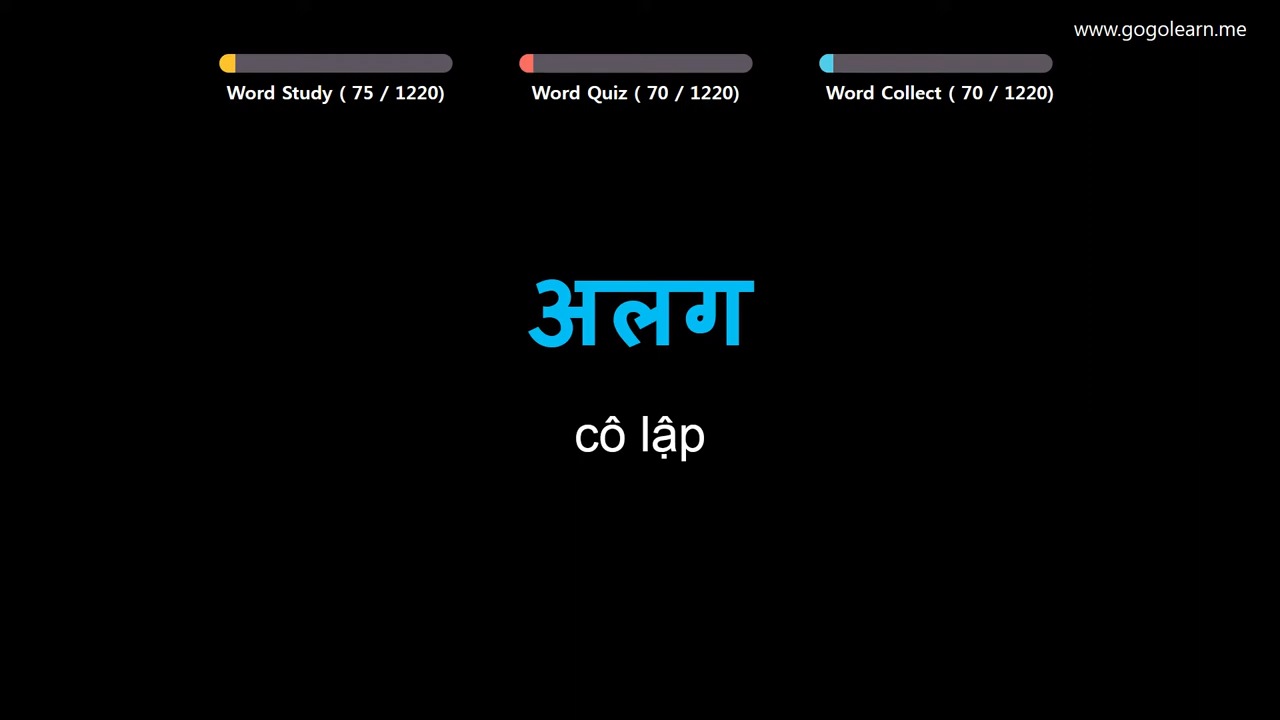 www.gogolearn.me
Word Study ( 75 / 1220)
Word Quiz ( 70 / 1220)
Word Collect ( 70 / 1220)
अलग
cô lập